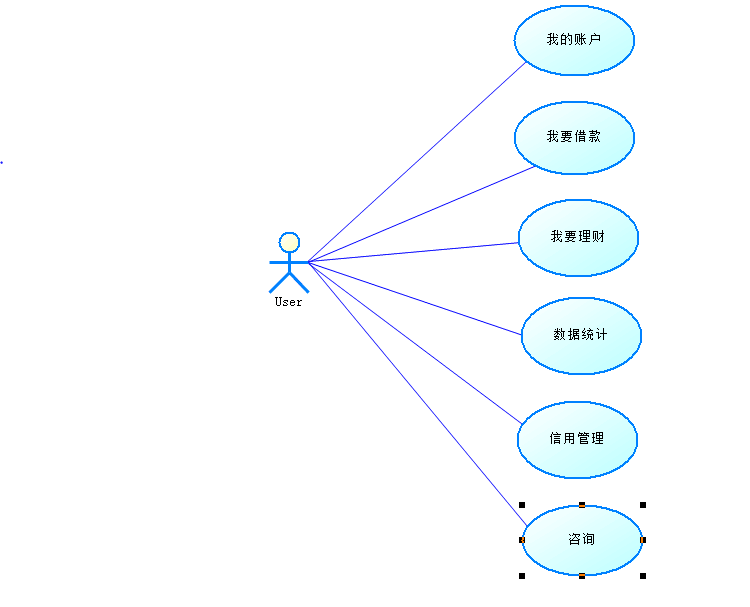 我的账户
我要借款
我要理财
User
数据统计
信用管理
咨询